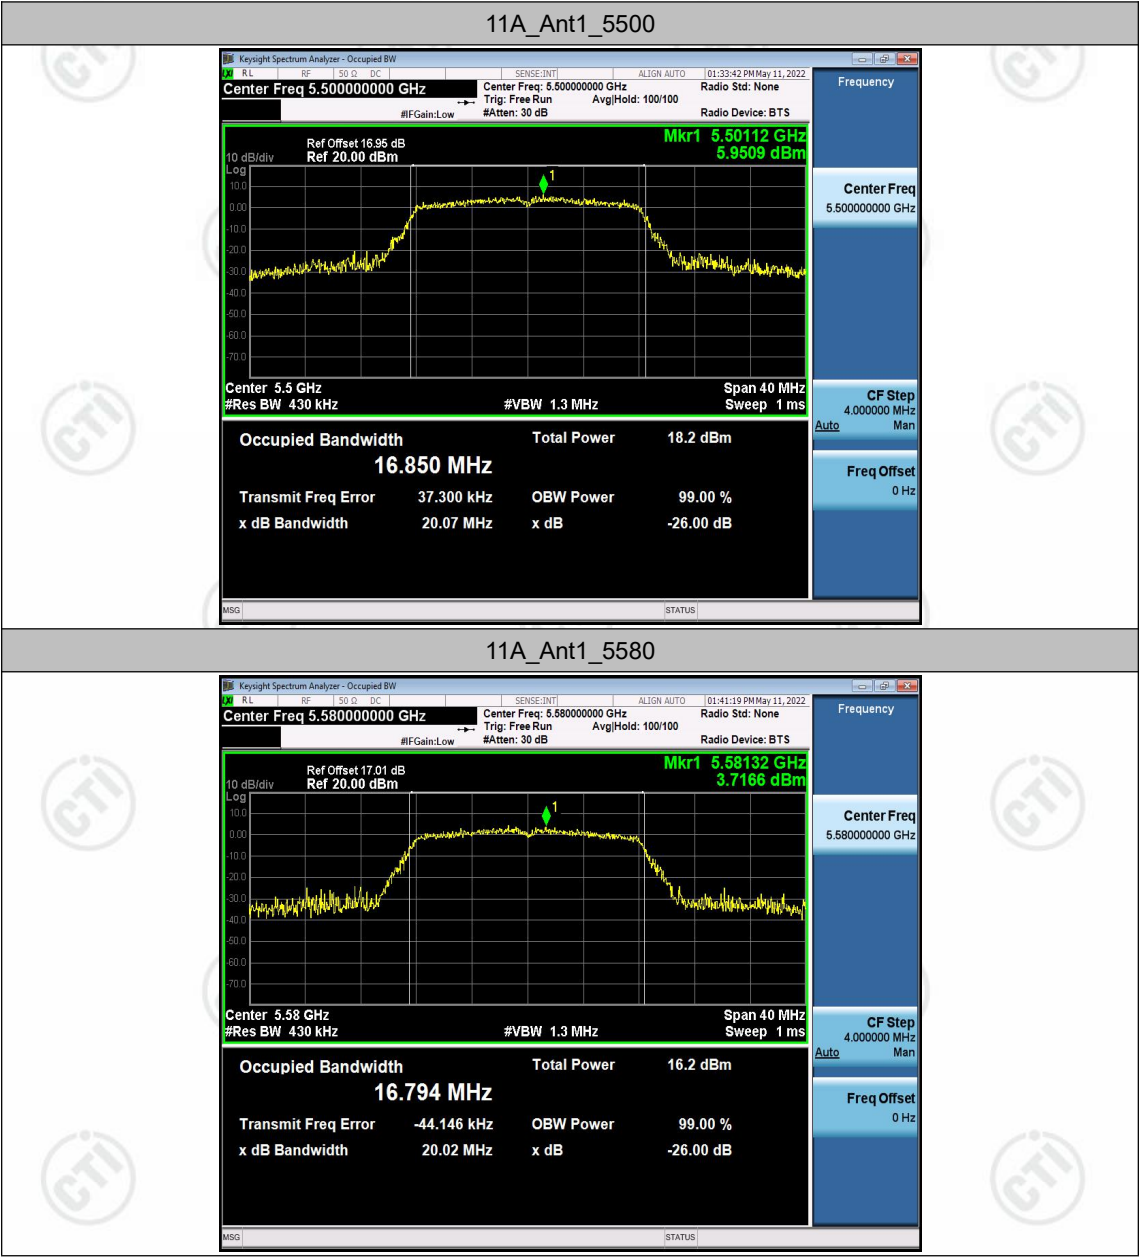 11A_Ant1_5500
Keysight Spectrum Analyzer - Occupied BW
LXI RL RF 50 Ω DC SENSE:INT ALIGN AUTO 01:33:42 PM May 11, 2022
Center Freq 5.500000000 GHz
Center Freq: 5.500000000 GHz Radio Std: None
Trig: Free Run Avg|Hold: 100/100
#IFGain:Low #Atten: 30 dB Radio Device: BTS
Frequency
Mkr1 5.50112 GHz
5.9509 dBm
Ref Offset 16.95 dB
10 dB/div Ref 20.00 dBm
Log
10.0
0.00
-10.0
-20.0
-30.0
-40.0
-50.0
-60.0
-70.0
1
Center Freq
5.500000000 GHz
Center 5.5 GHz Span 40 MHz
#Res BW 430 kHz #VBW 1.3 MHz Sweep 1 ms
CF Step
4.000000 MHz
Auto Man
Occupied Bandwidth Total Power 18.2 dBm
16.850 MHz
Freq Offset
0 Hz
Transmit Freq Error 37.300 kHz OBW Power 99.00 %
x dB Bandwidth 20.07 MHz x dB -26.00 dB
MSG STATUS
11A_Ant1_5580
Keysight Spectrum Analyzer - Occupied BW
LXI RL RF 50 Ω DC SENSE:INT ALIGN AUTO 01:41:19 PM May 11, 2022
Center Freq 5.580000000 GHz
Center Freq: 5.580000000 GHz Radio Std: None
Trig: Free Run Avg|Hold: 100/100
#IFGain:Low #Atten: 30 dB Radio Device: BTS
Frequency
Mkr1 5.58132 GHz
3.7166 dBm
Ref Offset 17.01 dB
10 dB/div Ref 20.00 dBm
Log
10.0
0.00
-10.0
-20.0
-30.0
-40.0
-50.0
-60.0
-70.0
1
Center Freq
5.580000000 GHz
Center 5.58 GHz Span 40 MHz
#Res BW 430 kHz #VBW 1.3 MHz Sweep 1 ms
CF Step
4.000000 MHz
Auto Man
Occupied Bandwidth Total Power 16.2 dBm
16.794 MHz
Freq Offset
0 Hz
Transmit Freq Error -44.146 kHz OBW Power 99.00 %
x dB Bandwidth 20.02 MHz x dB -26.00 dB
MSG STATUS
CTI
CTI
CTI
CTI
CTI
CTI
CTI
CTI